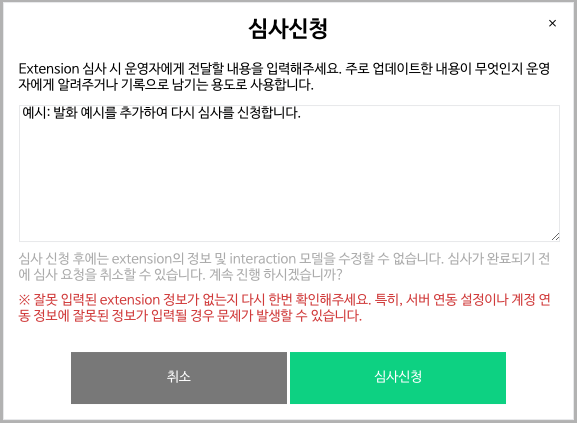 심사신청
×
Extension 심사 시 운영자에게 전달할 내용을 입력해주세요. 주로 업데이트한 내용이 무엇인지 운영
자에게 알려주거나 기록으로 남기는 용도로 사용합니다.
예시: 발화 예시를 추가하여 다시 심사를 신청합니다.
심사 신청 후에는 extension의 정보 및 interaction 모델을 수정할 수 없습니다. 심사가 완료되기 전
에 심사 요청을 취소할 수 있습니다. 계속 진행 하시겠습니까?
※ 잘못 입력된 extension 정보가 없는지 다시 한번 확인해주세요. 특히, 서버 연동 설정이나 계정 연
동 정보에 잘못된 정보가 입력될 경우 문제가 발생할 수 있습니다.
취소
심사신청